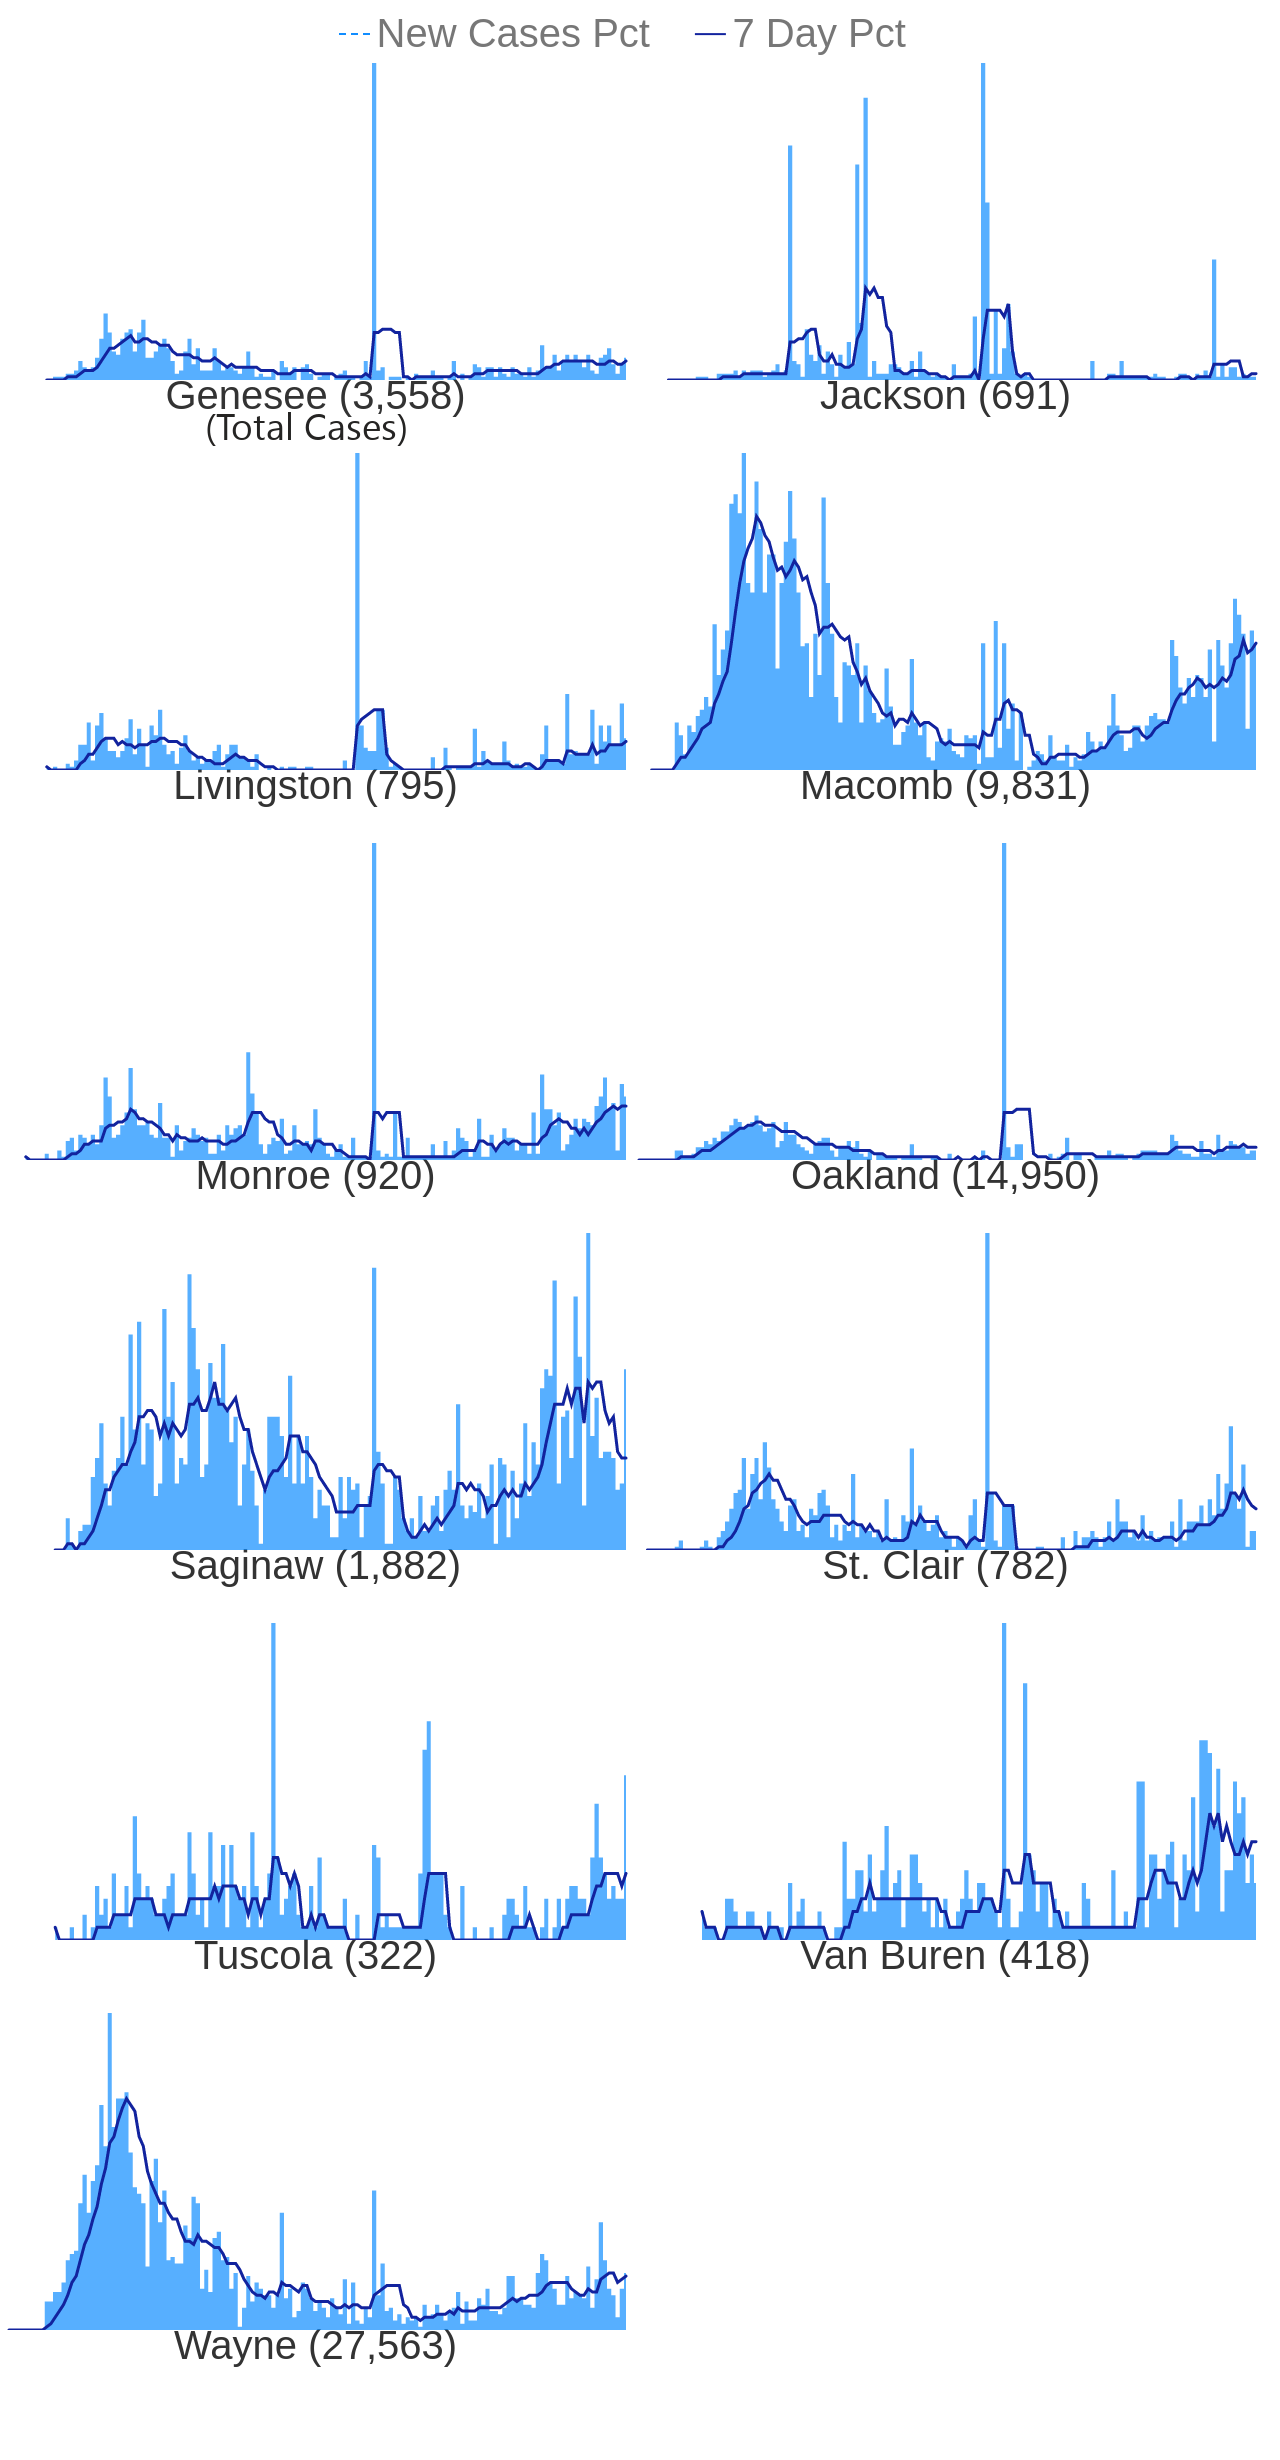 New Cases Pct 7 Day Pct
Genesee (3,558) Jackson (691)
(Total Cases)
Livingston (795) Macomb (9,831)
Monroe (920) Oakland (14,950)
Saginaw (1,882) St. Clair (782)
Tuscola (322) Van Buren (418)
Wayne (27,563)